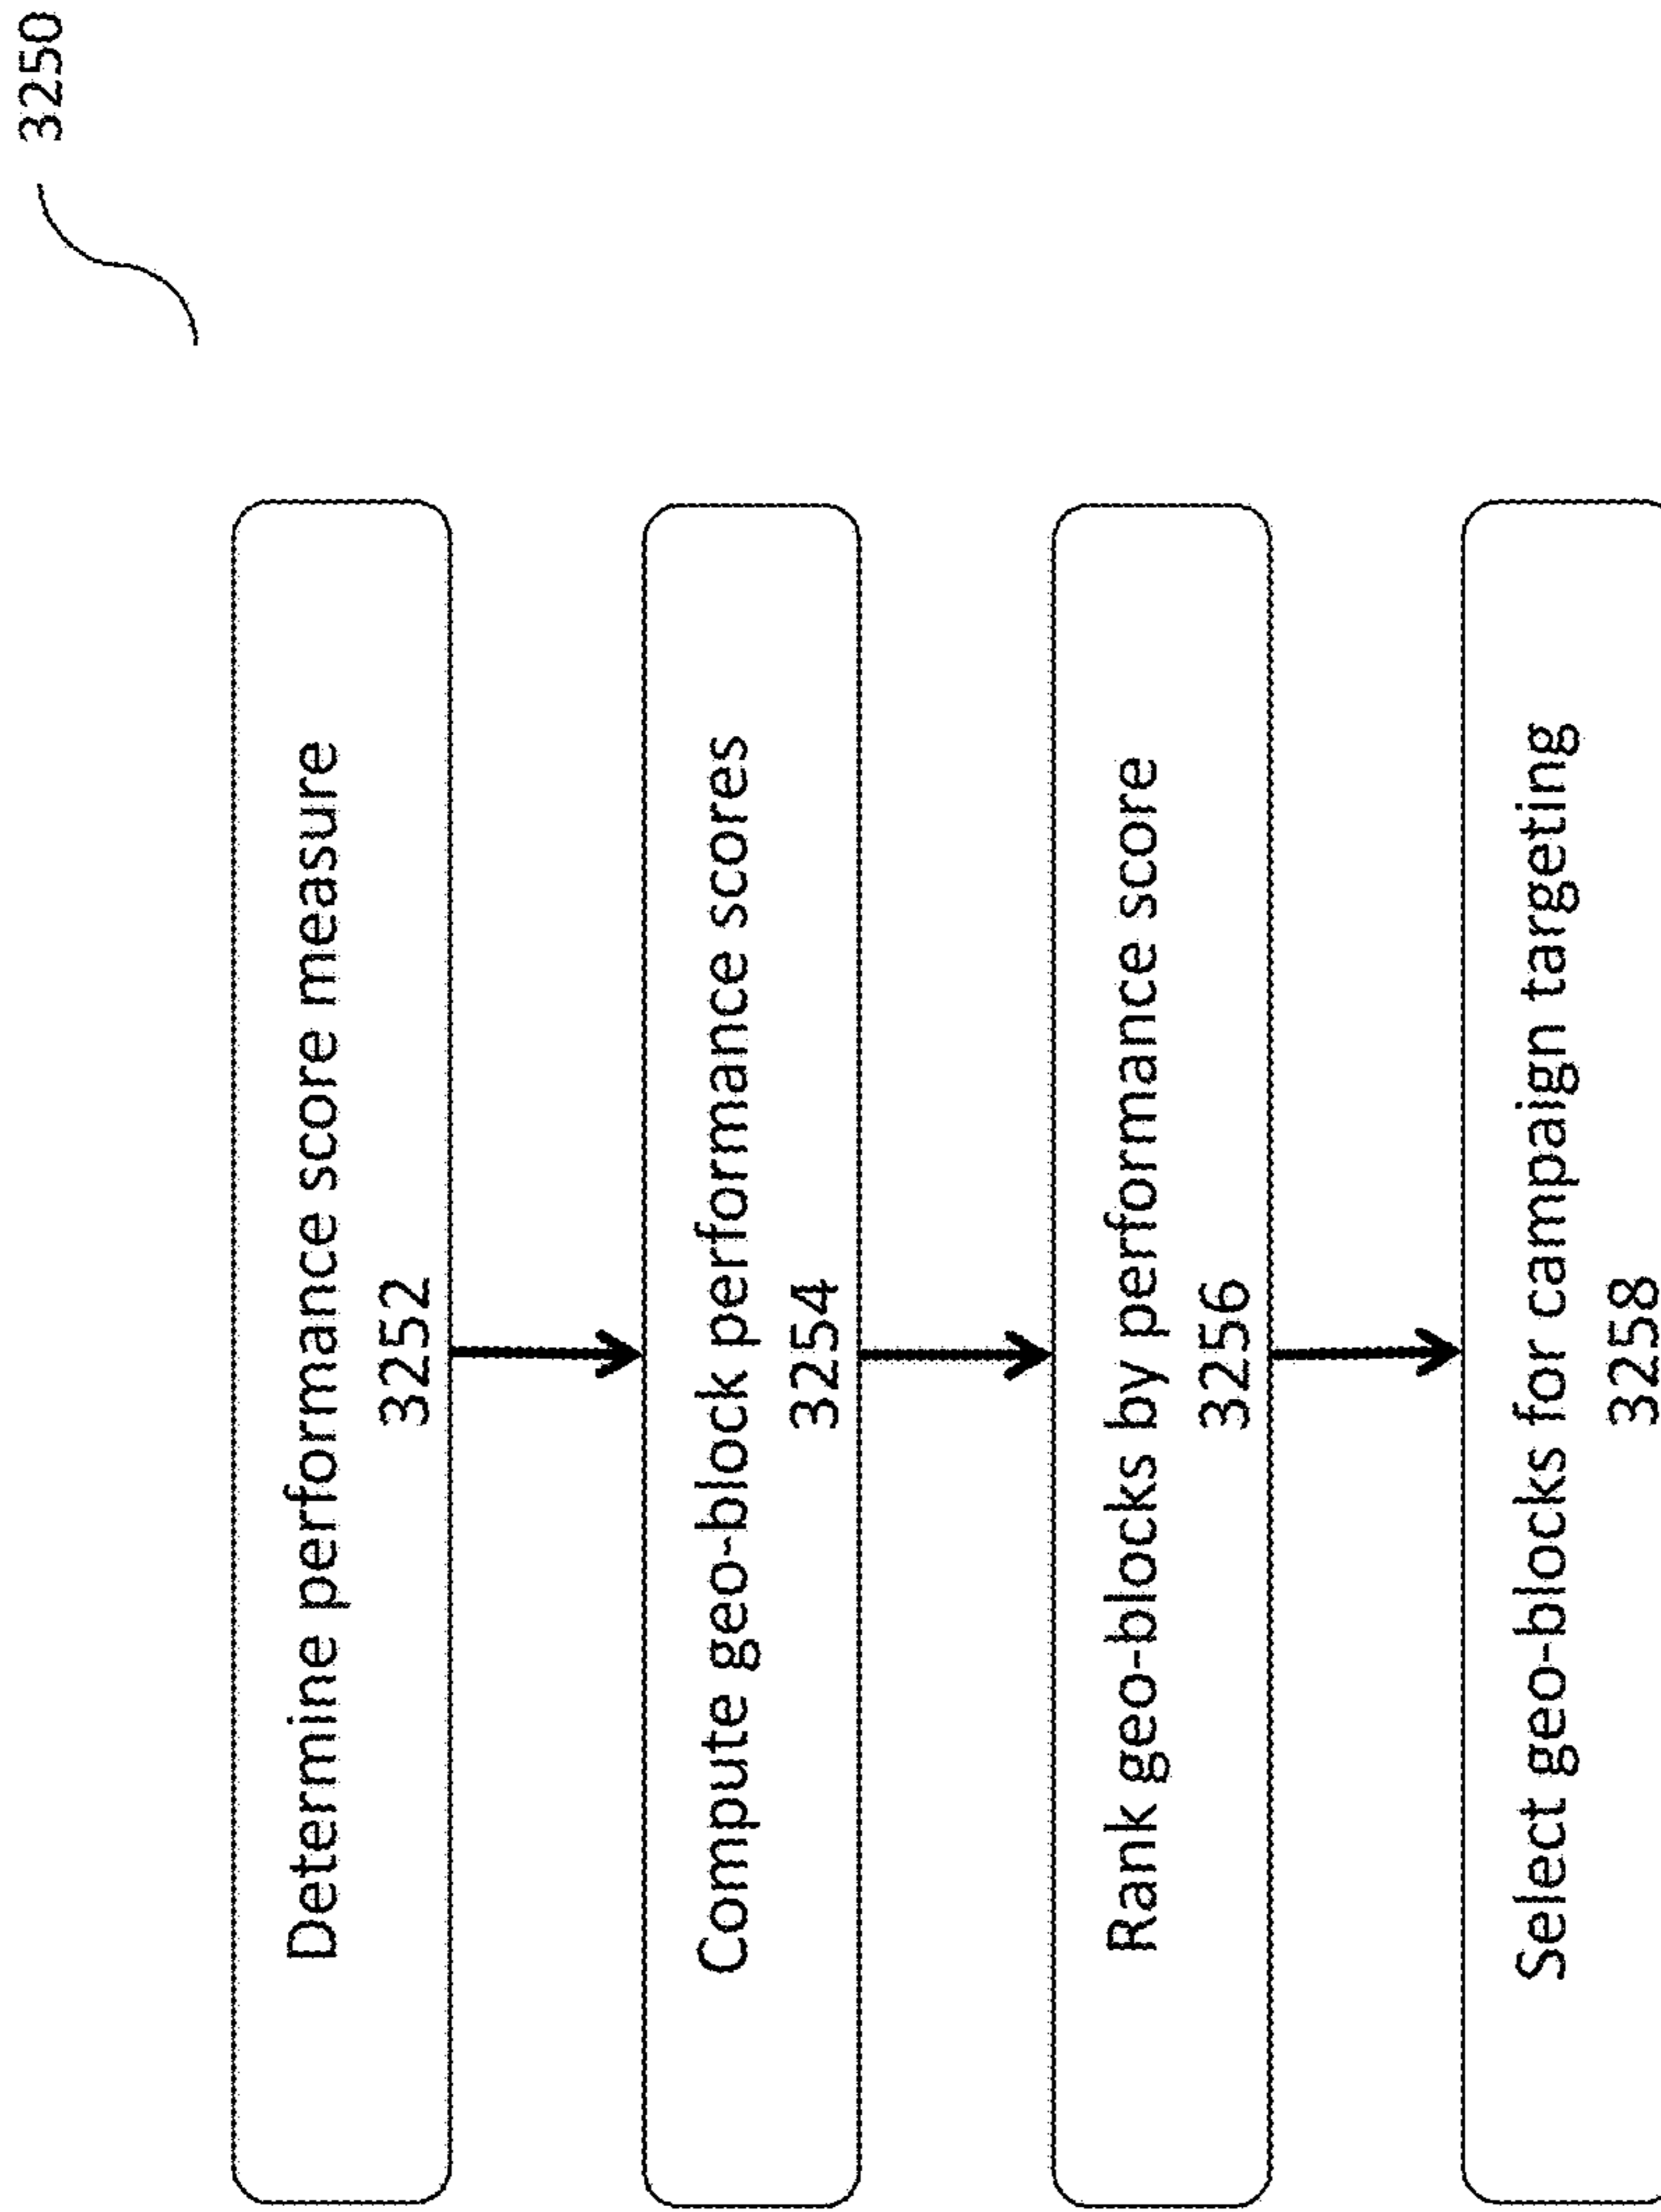 3250
Determine performance score measure
3252
Compute geo-block performance scores
3254
Rank geo-blocks by performance score
3256
Select geo-blocks for campaign targeting
3258